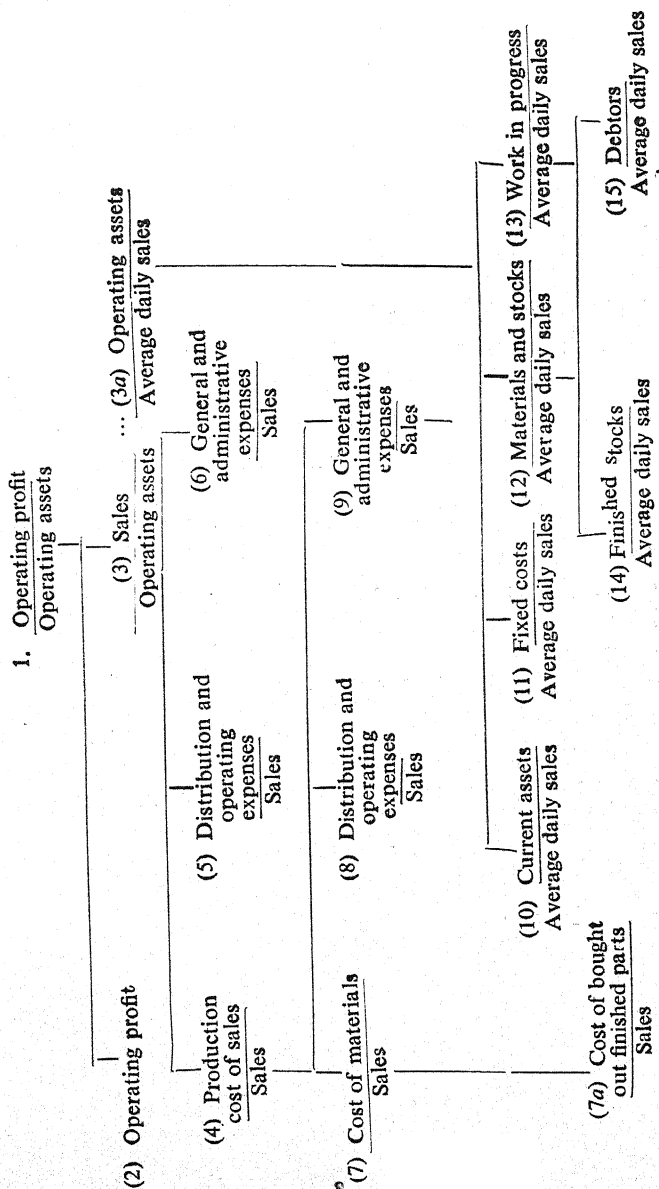 1. Operating profit
Operating assets
(2) Operating profit
(3) Sales
Operating assets
... (3a) Operating assets
Average daily sales
(4) Production
cost of sales
Sales
(5) Distribution and
operating
expenses
Sales
(6) General and
administrative
expenses
Sales
(7) Cost of materials
Sales
(8) Distribution and
operating
expenses
Sales
(9) General and
administrative
expenses
Sales
(10) Current assets
Average daily sales
(11) Fixed costs
Average daily sales
(12) Materials and stocks
Average daily sales
(13) Work in progress
Average daily sales
(7a) Cost of bought
out finished parts
Sales
(14) Finished stocks
Average daily sales
(15) Debtors
Average daily sales